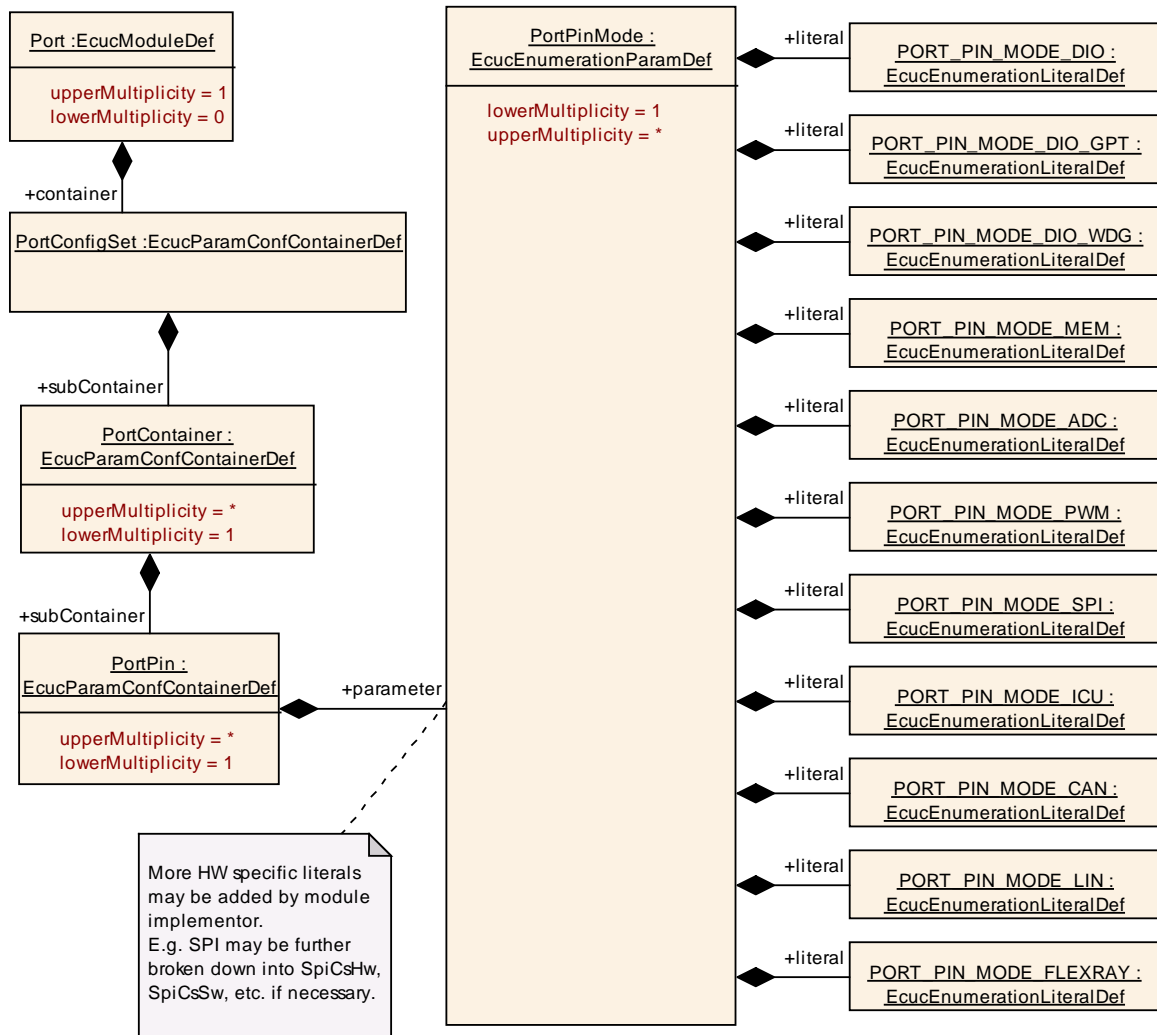 Port :EcucModuleDef
upperMultiplicity = 1
lowerMultiplicity = 0
+container
PortConfigSet :EcucParamConfContainerDef
+subContainer
PortContainer :
EcucParamConfContainerDef
upperMultiplicity = *
lowerMultiplicity = 1
+subContainer
PortPin :
EcucParamConfContainerDef
upperMultiplicity = *
lowerMultiplicity = 1
+parameter
More HW specific literals
may be added by module
implementor.
E.g. SPI may be further
broken down into SpiCsHw,
SpiCsSw, etc. if necessary.
PortPinMode :
EcucEnumerationParamDef
lowerMultiplicity = 1
upperMultiplicity = *
+literal
PORT_PIN_MODE_DIO :
EcucEnumerationLiteralDef
+literal
PORT_PIN_MODE_DIO_GPT :
EcucEnumerationLiteralDef
+literal
PORT_PIN_MODE_DIO_WDG :
EcucEnumerationLiteralDef
+literal
PORT_PIN_MODE_MEM :
EcucEnumerationLiteralDef
+literal
PORT_PIN_MODE_ADC :
EcucEnumerationLiteralDef
+literal
PORT_PIN_MODE_PWM :
EcucEnumerationLiteralDef
+literal
PORT_PIN_MODE_SPI :
EcucEnumerationLiteralDef
+literal
PORT_PIN_MODE_ICU :
EcucEnumerationLiteralDef
+literal
PORT_PIN_MODE_CAN :
EcucEnumerationLiteralDef
+literal
PORT_PIN_MODE_LIN :
EcucEnumerationLiteralDef
+literal
PORT_PIN_MODE_FLEXRAY :
EcucEnumerationLiteralDef